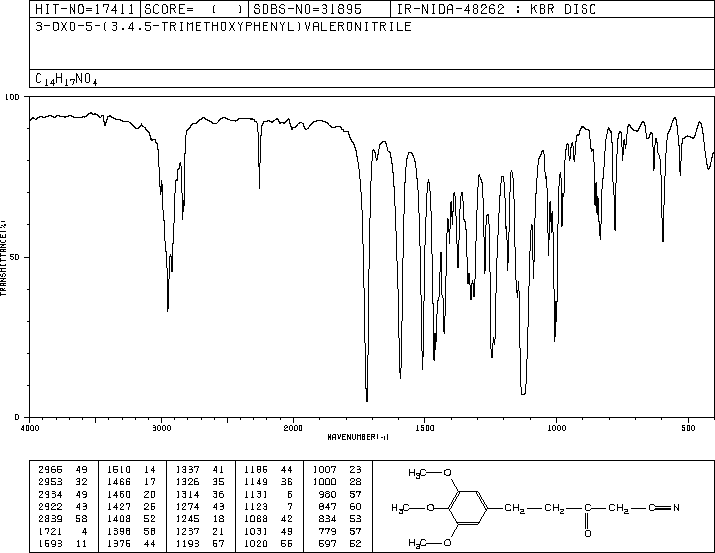 HIT-NO=17411 SCORE= ( ) SDBS-NO=31895 IR-NIDA-48262 : KBR DISC
3-OXO-5-(3,4,5-TRIMETHOXYPHENYL)VALERONITRILE
C14H17NO4
100
50
0
TRANSMITTANCE(%)
4000 3000 2000 1500 1000 500
WAVENUMBER(-1)
2966 49 1510 14 1337 41 1186 44 1007 23
2953 32 1466 17 1326 35 1149 36 1000 28
2934 49 1460 20 1314 36 1131 6 980 57
2922 43 1427 26 1274 43 1123 7 847 60
2839 58 1408 52 1245 18 1088 42 834 53
1721 4 1398 58 1237 21 1031 49 779 57
1593 11 1376 44 1193 57 1020 55 597 52
H3C—O
H3C—O CH2—CH2 CH2—C≡N
H3C—O O